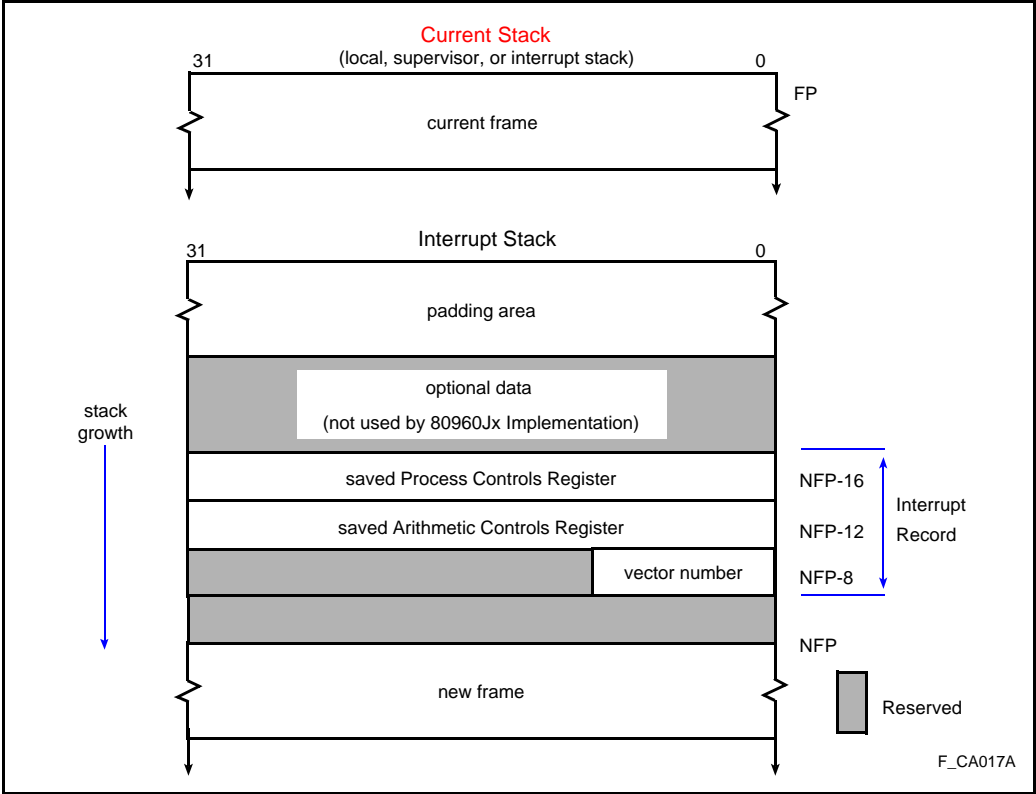 Current Stack
(local, supervisor, or interrupt stack)
31
0
FP
current frame
Interrupt Stack
31
0
padding area
optional data
(not used by 80960Jx Implementation)
stack
growth
saved Process Controls Register
NFP-16
Interrupt
Record
saved Arithmetic Controls Register
NFP-12
vector number
NFP-8
NFP
new frame
Reserved
F_CA017A